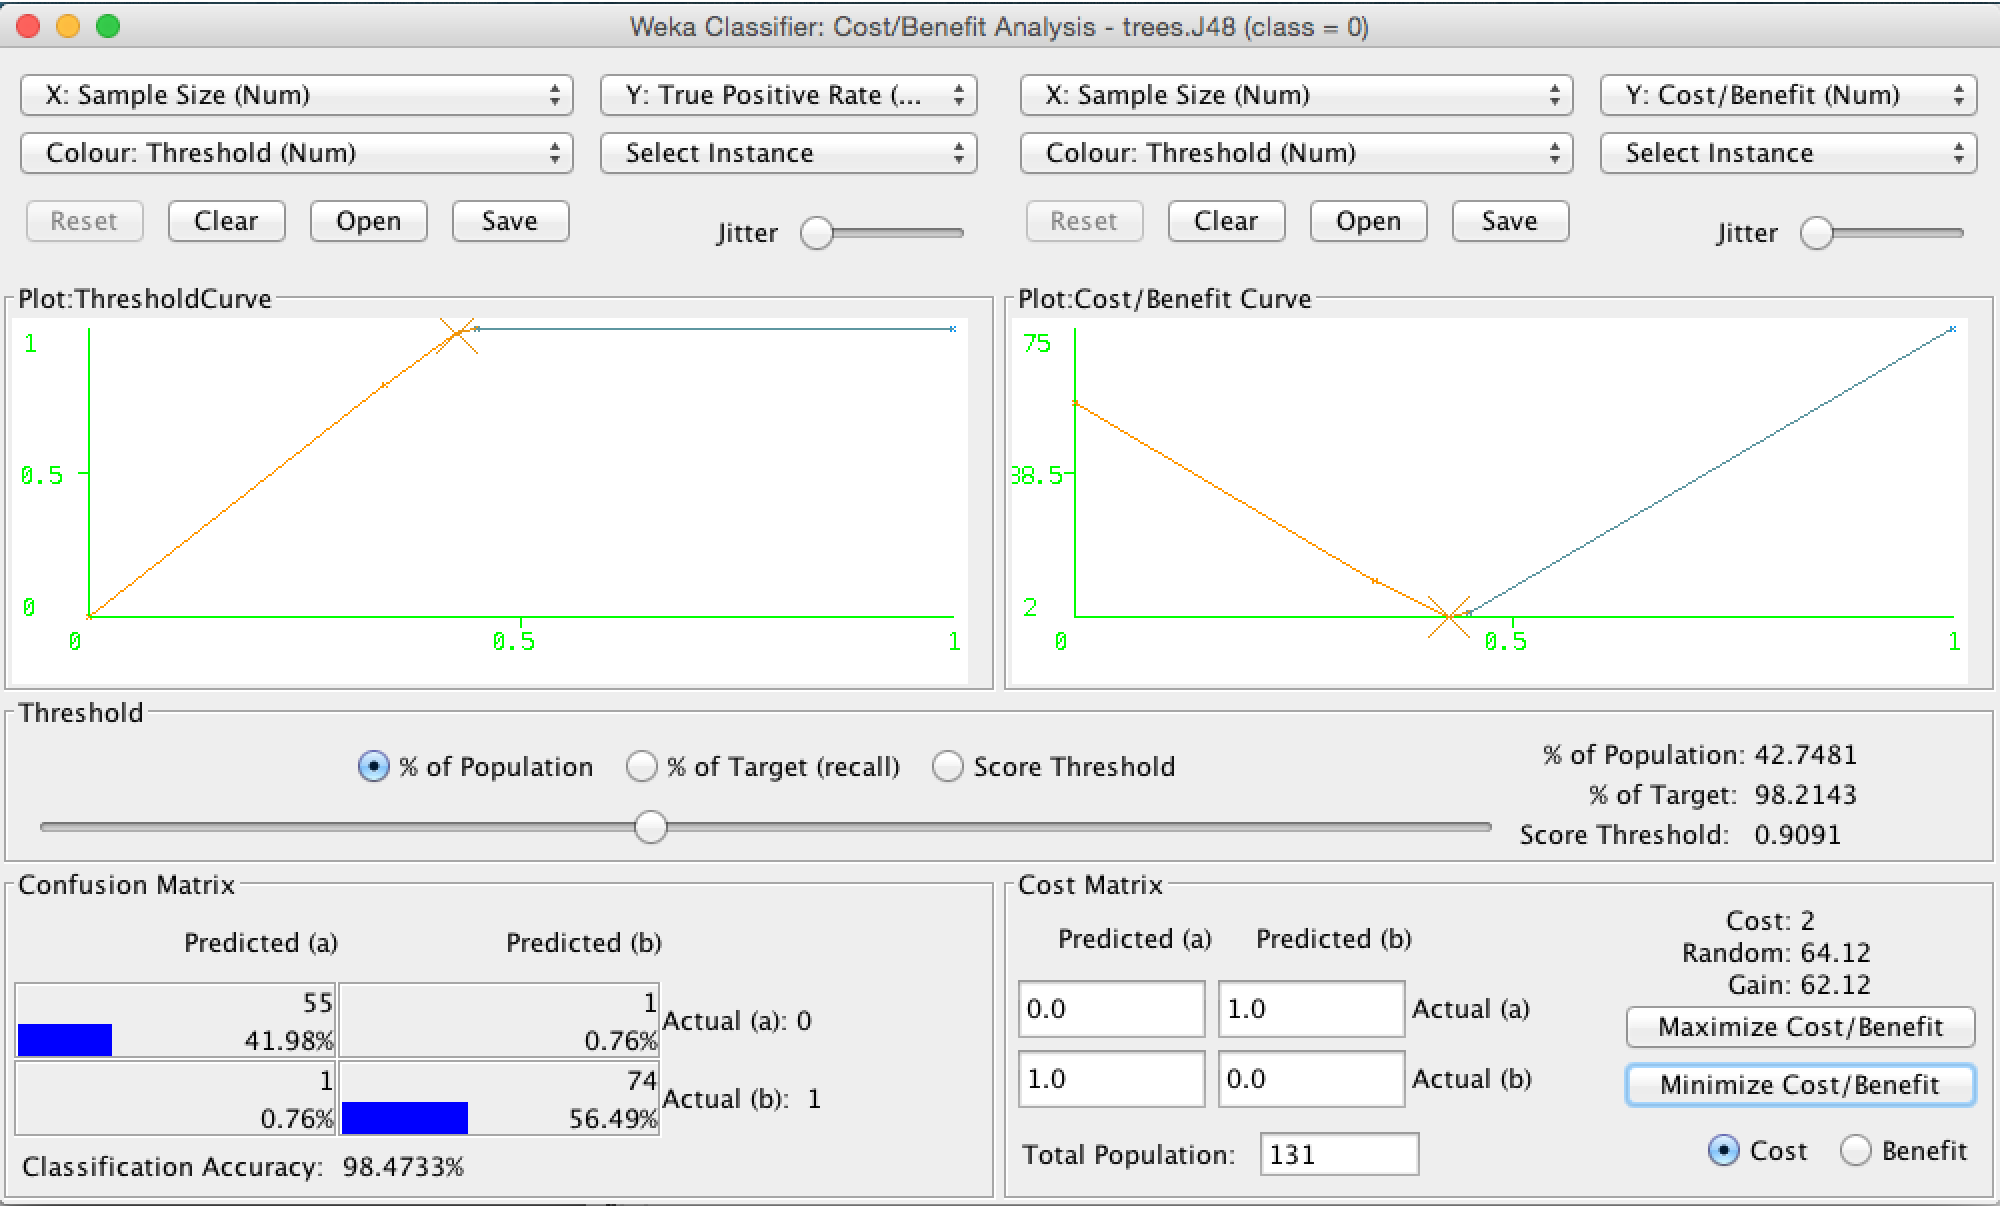 Weka Classifier: Cost/Benefit Analysis - trees.J48 (class = 0)
X: Sample Size (Num)
Y: True Positive Rate (...
X: Sample Size (Num)
Y: Cost/Benefit (Num)
Colour: Threshold (Num)
Select Instance
Colour: Threshold (Num)
Select Instance
Reset
Clear
Open
Save
Jitter
Reset
Clear
Open
Save
Jitter
Plot:ThresholdCurve
1
0.5
0
0
0.5
1
Plot:Cost/Benefit Curve
75
38.5
2
0
0.5
1
Threshold
% of Population
% of Target (recall)
Score Threshold
% of Population: 42.7481
% of Target: 98.2143
Score Threshold: 0.9091
Confusion Matrix
Predicted (a)
Predicted (b)
55
41.98%
1
0.76%
Actual (a): 0
1
0.76%
74
56.49%
Actual (b): 1
Classification Accuracy: 98.4733%
Cost Matrix
Predicted (a)
Predicted (b)
0.0
1.0
Actual (a)
1.0
0.0
Actual (b)
Total Population: 131
Cost: 2
Random: 64.12
Gain: 62.12
Maximize Cost/Benefit
Minimize Cost/Benefit
Cost
Benefit